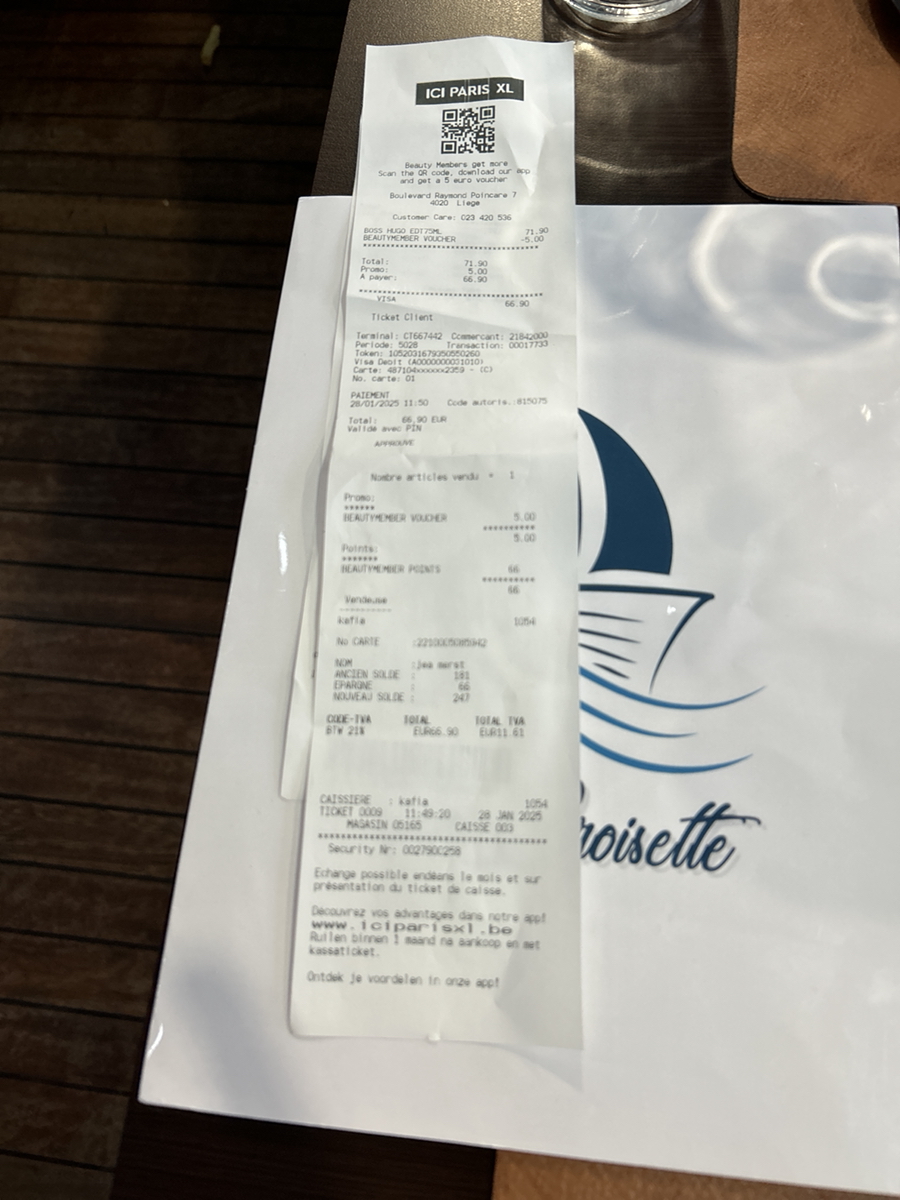 ICI PARIS XL
Beauty Members get more
Scan the QR code, download our app
and get a 5 euro voucher
Boulevard Raymond Poincare 7
4020 Liege
Customer Care: 023 420 536
BOSS HUGO EDT75ML 71.90
BEAUTYMEMBER VOUCHER -5.00
Total: 71.90
Promo: 5.00
A payer: 66.90
VISA 66.90
Ticket Client
Terminal: CT667442 Commercant: 21842000
Periode: 5028 Transaction: 00017733
Token: 1052031679350550260
Visa Debit (A0000000031010)
Carte: 487104xxxxxx2359 - (C)
No. carte: 01
PAIEMENT
28/01/2025 11:50 Code autoris.:815075
Total: 66,90 EUR
Validé avec PIN
APPROUVE
Nombre articles vendu = 1
Promo:
******
BEAUTYMEMBER VOUCHER 5.00
**********
5.00
Points:
*******
BEAUTYMEMBER POINTS 66
**********
66
Vendeuse
----------
kafia 1054
No CARTE
NOM :jea merst
ANCIEN SOLDE : 181
EPARGNE : 66
NOUVEAU SOLDE : 247
CODE-TVA TOTAL TOTAL TVA
BTW 21% EUR66.90 EUR11.61
CAISSIERE : kafia 1054
TICKET 0009 11:49:20 28 JAN 2025
MAGASIN 05165 CAISSE 003
Security Nr: 002790C258
Echange possible endéans le mois et sur
présentation du ticket de caisse.
Découvrez vos advantages dans notre app!
www.iciparisxl.be
Ruilen binnen 1 maand na aankoop en met
kassaticket.
Ontdek je voordelen in onze app!
roisette